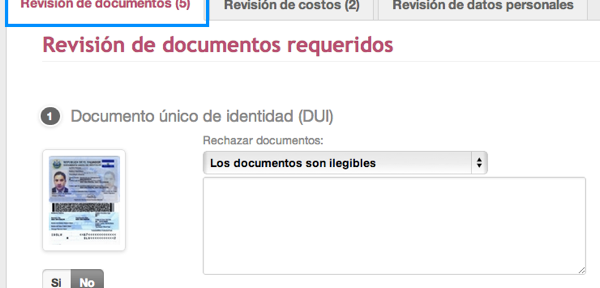 Revisión de documentos (5)
Revisión de costos (2)
Revisión de datos personales
Revisión de documentos requeridos
1 Documento único de identidad (DUI)
Rechazar documentos:
Los documentos son ilegibles
Si No